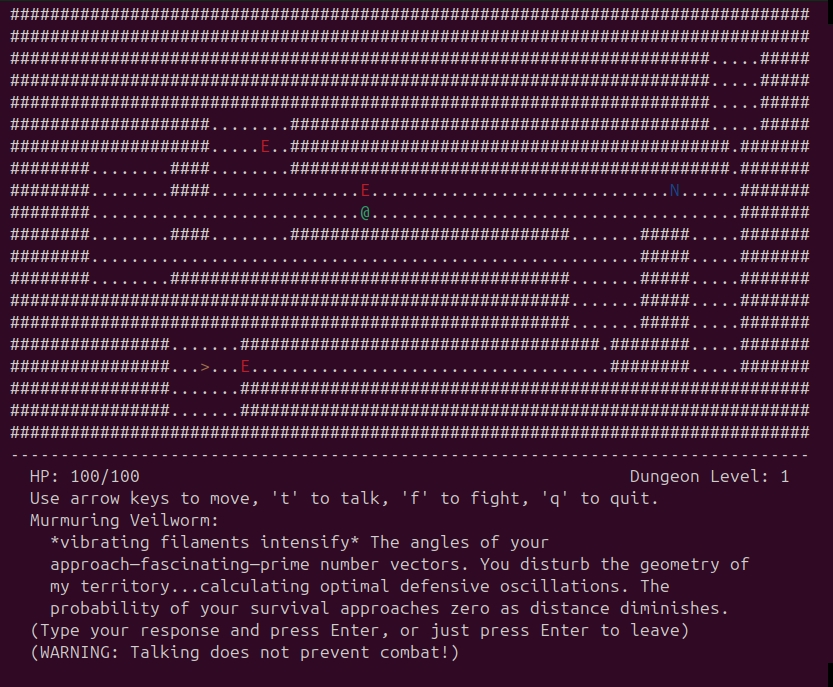 ################################################################################
################################################################################
######################################################################.....#####
######################################################################.....#####
######################################################################.....#####
####################........##########################################.....#####
####################.....E..############################################.#######
########........####........############################################.#######
########........####...............E..............................N......#######
########...........................@.....................................#######
########........####........############################.......#####.....#######
########.......................................................#####.....#######
########........########################################.......#####.....#######
########################################################.......#####.....#######
########################################################.......#####.....#######
################.......####################################.########.....#######
################...>...E....................................########.....#######
################.......#########################################################
################.......#########################################################
################################################################################
--------------------------------------------------------------------------------
HP: 100/100 Dungeon Level: 1
Use arrow keys to move, 't' to talk, 'f' to fight, 'q' to quit.
Murmuring Veilworm:
*vibrating filaments intensify* The angles of your
approach—fascinating—prime number vectors. You disturb the geometry of
my territory...calculating optimal defensive oscillations. The
probability of your survival approaches zero as distance diminishes.
(Type your response and press Enter, or just press Enter to leave)
(WARNING: Talking does not prevent combat!)